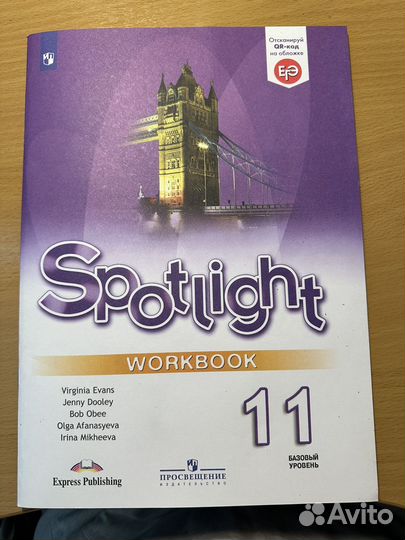 Отсканируй
QR-код
на обложке
ЕГЭ
Spotlight
WORKBOOK
Virginia Evans
Jenny Dooley
Bob Obee
Olga Afanasyeva
Irina Mikheeva
11
БАЗОВЫЙ
УРОВЕНЬ
Express Publishing
ПРОСВЕЩЕНИЕ
ИЗДАТЕЛЬСТВО
Avito